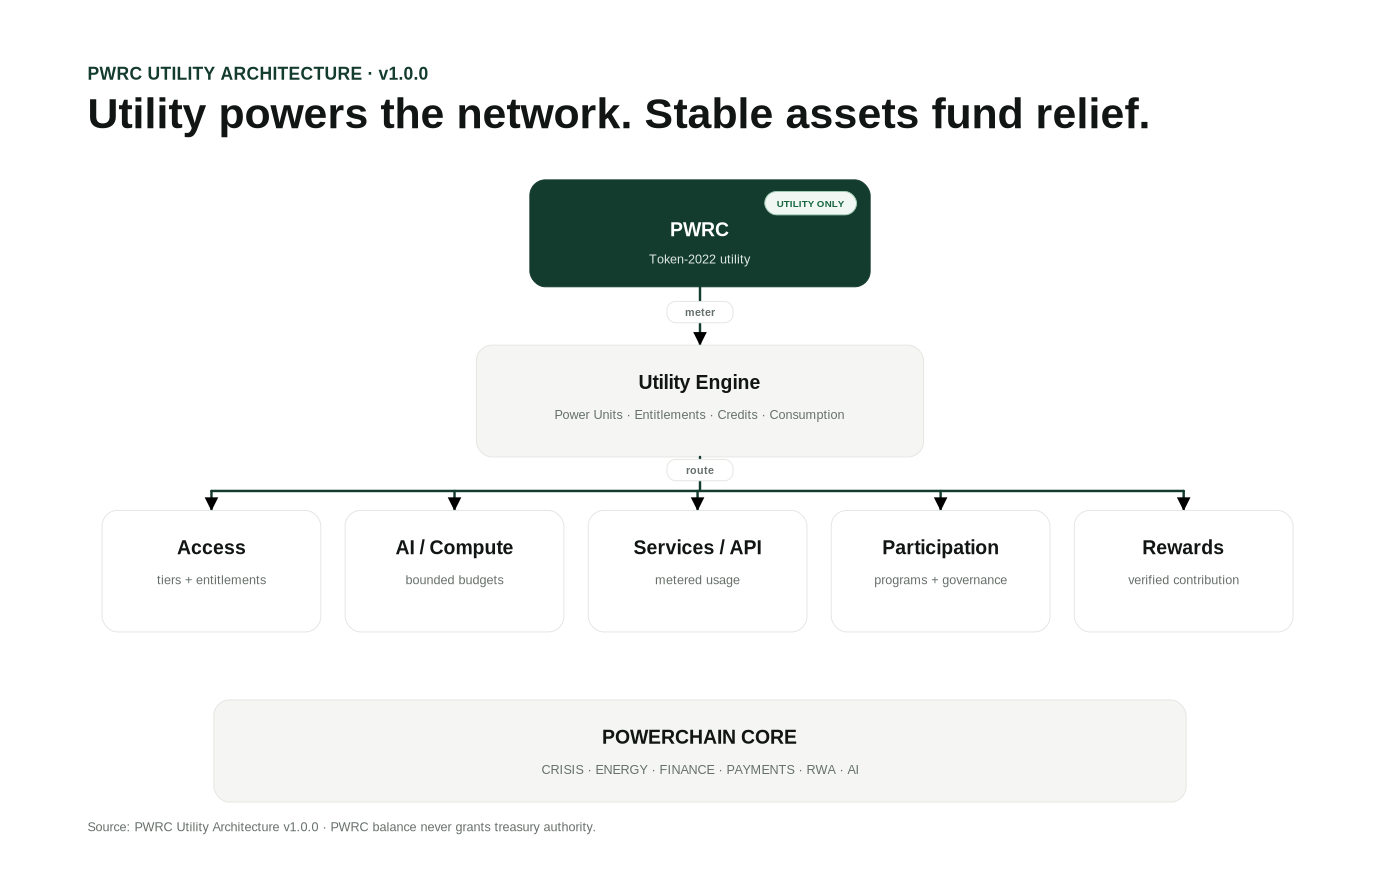 PWRC UTILITY ARCHITECTURE · v1.0.0
Utility powers the network. Stable assets fund relief.
UTILITY ONLY
PWRC
Token-2022 utility
meter
Utility Engine
Power Units · Entitlements · Credits · Consumption
route
Access
tiers + entitlements
AI / Compute
bounded budgets
Services / API
metered usage
Participation
programs + governance
Rewards
verified contribution
POWERCHAIN CORE
CRISIS · ENERGY · FINANCE · PAYMENTS · RWA · AI
Source: PWRC Utility Architecture v1.0.0 · PWRC balance never grants treasury authority.